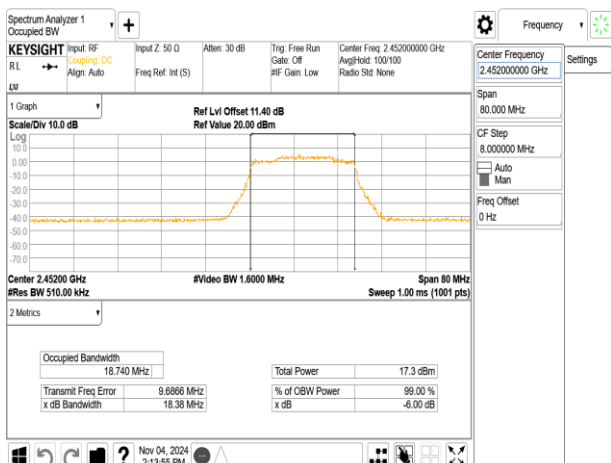 Spectrum Analyzer 1
Occupied BW
Frequency
KEYSIGHT
RL
Input: RF
Coupling: DC
Align: Auto
Input Z: 50 Ω
Freq Ref: Int (S)
Atten: 30 dB
Trig: Free Run
Gate: Off
#IF Gain: Low
Center Freq: 2.452000000 GHz
Avg|Hold: 100/100
Radio Std: None
LXI
Center Frequency
2.452000000 GHz
Settings
Span
80.000 MHz
CF Step
8.000000 MHz
Auto
Man
Freq Offset
0 Hz
1 Graph
Scale/Div 10.0 dB
Ref Lvl Offset 11.40 dB
Ref Value 20.00 dBm
Log
10.0
0.00
-10.0
-20.0
-30.0
-40.0
-50.0
-60.0
-70.0
Center 2.45200 GHz
#Video BW 1.6000 MHz
Span 80 MHz
#Res BW 510.00 kHz
Sweep 1.00 ms (1001 pts)
2 Metrics
Occupied Bandwidth
18.740 MHz
Total Power 17.3 dBm
Transmit Freq Error 9.6866 MHz
% of OBW Power 99.00 %
x dB Bandwidth 18.38 MHz
x dB -6.00 dB
?
Nov 04, 2024
2:13:55 PM